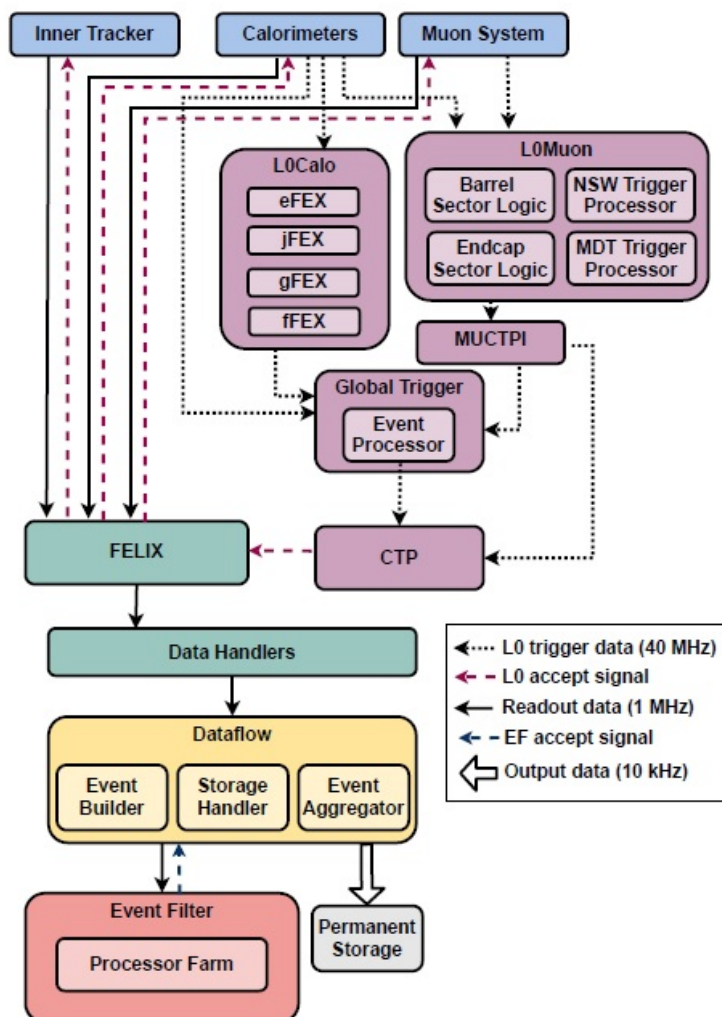 Inner Tracker
Calorimeters
Muon System
L0Calo
eFEX
jFEX
gFEX
fFEX
L0Muon
Barrel
Sector Logic
NSW Trigger
Processor
Endcap
Sector Logic
MDT Trigger
Processor
MUCTPI
Global Trigger
Event
Processor
FELIX
CTP
Data Handlers
Dataflow
Event
Builder
Storage
Handler
Event
Aggregator
Event Filter
Processor Farm
Permanent
Storage
L0 trigger data (40 MHz)
L0 accept signal
Readout data (1 MHz)
EF accept signal
Output data (10 kHz)